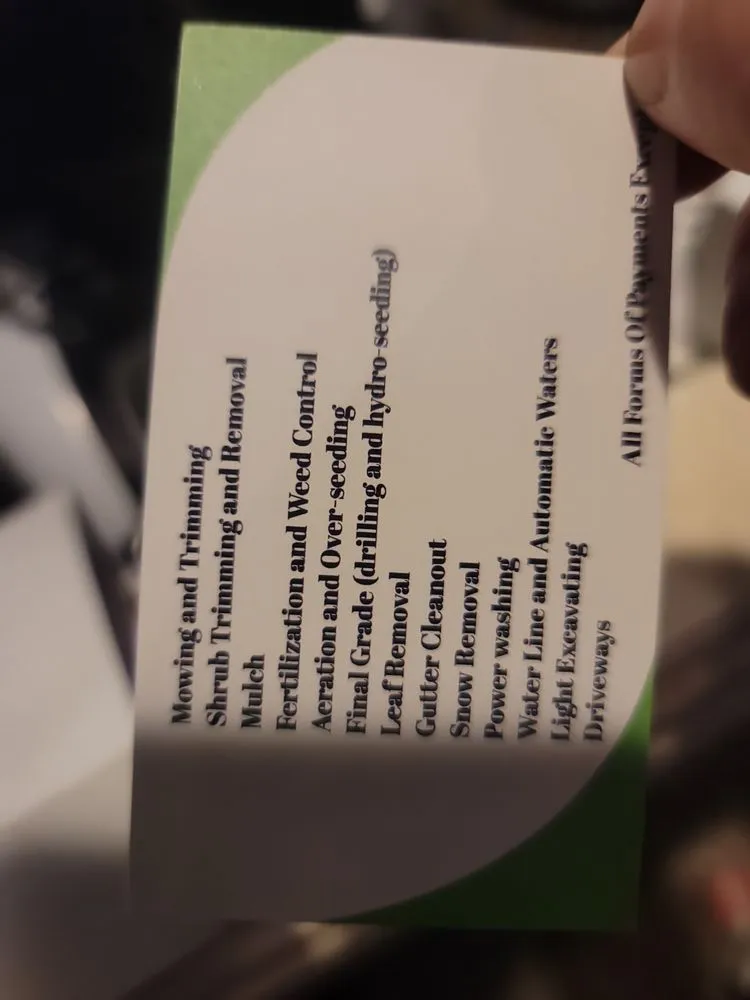 Mowing and Trimming
Shrub Trimming and Removal
Mulch
Fertilization and Weed Control
Aeration and Over-seeding
Final Grade (drilling and hydro-seeding)
Leaf Removal
Gutter Cleanout
Snow Removal
Power washing
Water Line and Automatic Waters
Light Excavating
Driveways
All Forms Of Payments